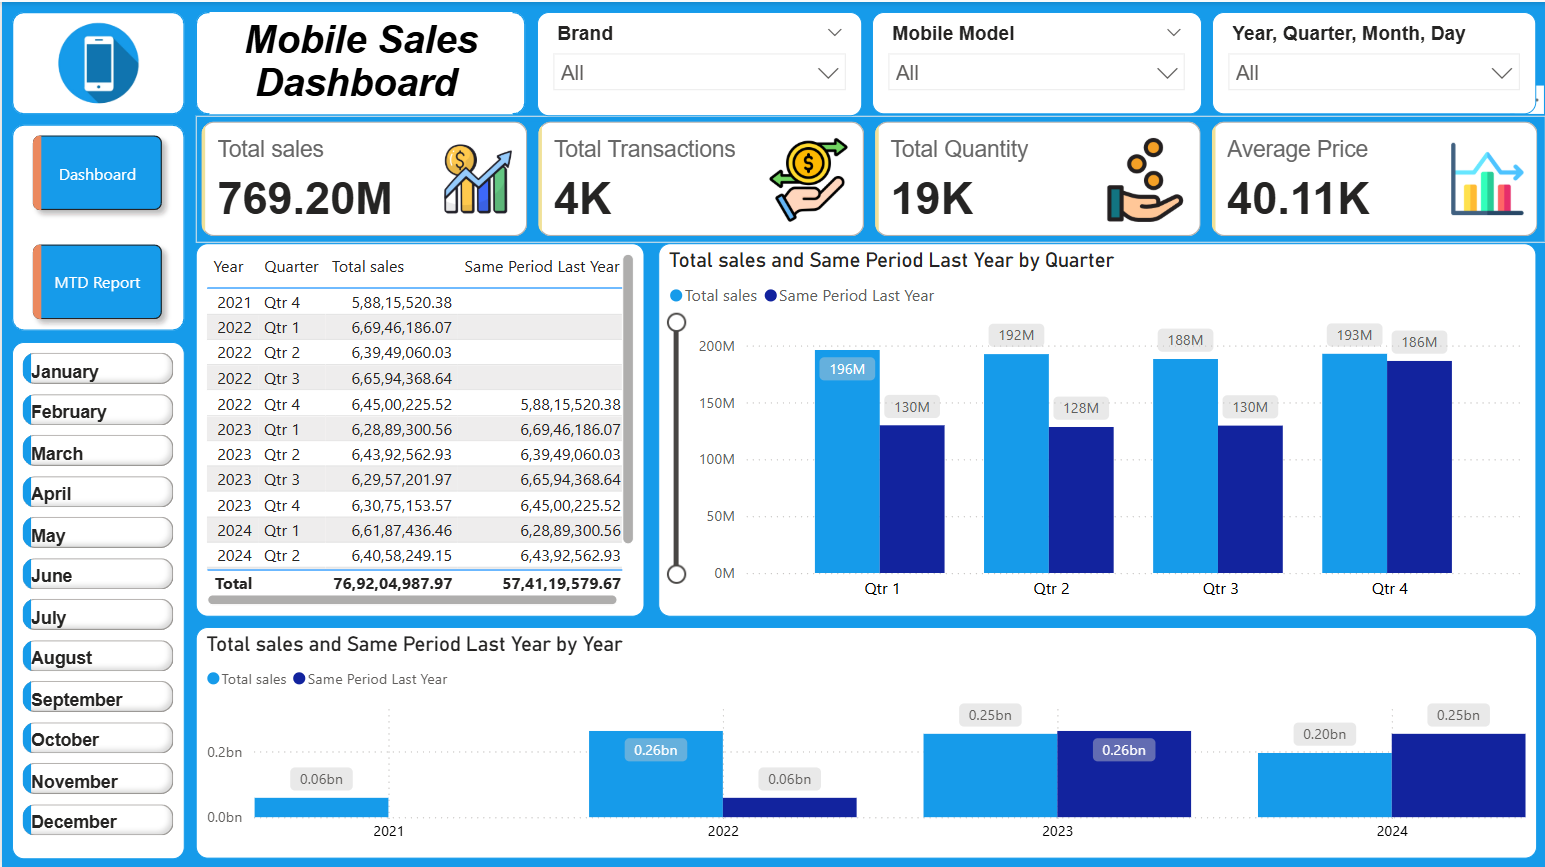 Mobile Sales
Dashboard
Brand
All
Mobile Model
All
Year, Quarter, Month, Day
All
Dashboard
MTD Report
January
February
March
April
May
June
July
August
September
October
November
December
Total sales
769.20M
Total Transactions
4K
Total Quantity
19K
Average Price
40.11K
Year Quarter Total sales Same Period Last Year
2021 Qtr 4 5,88,15,520.38
2022 Qtr 1 6,69,46,186.07
2022 Qtr 2 6,39,49,060.03
2022 Qtr 3 6,65,94,368.64
2022 Qtr 4 6,45,00,225.52 5,88,15,520.38
2023 Qtr 1 6,28,89,300.56 6,69,46,186.07
2023 Qtr 2 6,43,92,562.93 6,39,49,060.03
2023 Qtr 3 6,29,57,201.97 6,65,94,368.64
2023 Qtr 4 6,30,75,153.57 6,45,00,225.52
2024 Qtr 1 6,61,87,436.46 6,28,89,300.56
2024 Qtr 2 6,40,58,249.15 6,43,92,562.93
Total 76,92,04,987.97 57,41,19,579.67
Total sales and Same Period Last Year by Quarter
Total sales Same Period Last Year
200M
150M
100M
50M
0M
196M 130M 192M 128M 188M 130M 193M 186M
Qtr 1 Qtr 2 Qtr 3 Qtr 4
Total sales and Same Period Last Year by Year
Total sales Same Period Last Year
0.2bn
0.0bn
0.06bn 0.26bn 0.06bn 0.25bn 0.26bn 0.20bn 0.25bn
2021 2022 2023 2024